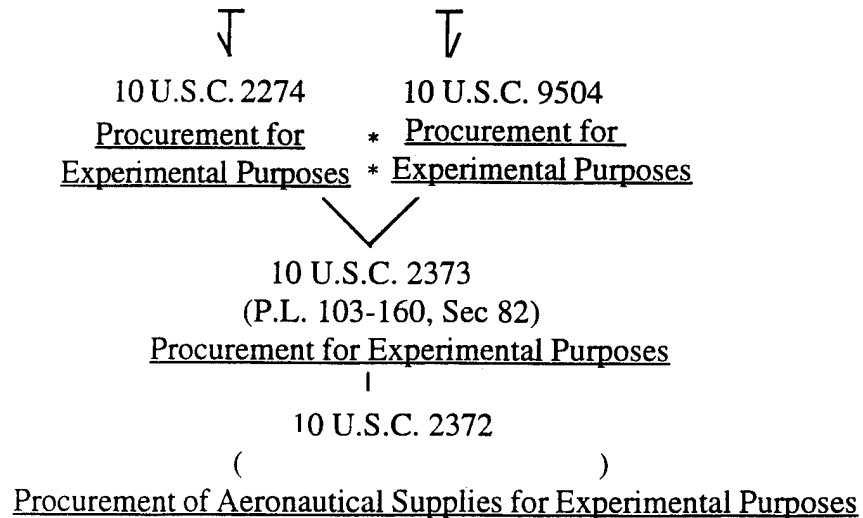 10 U.S.C. 2274 10 U.S.C. 9504
Procurement for * Procurement for
Experimental Purposes * Experimental Purposes
10 U.S.C. 2373
(P.L. 103-160, Sec 82)
Procurement for Experimental Purposes
10 U.S.C. 2372
( )
Procurement of Aeronautical Supplies for Experimental Purposes